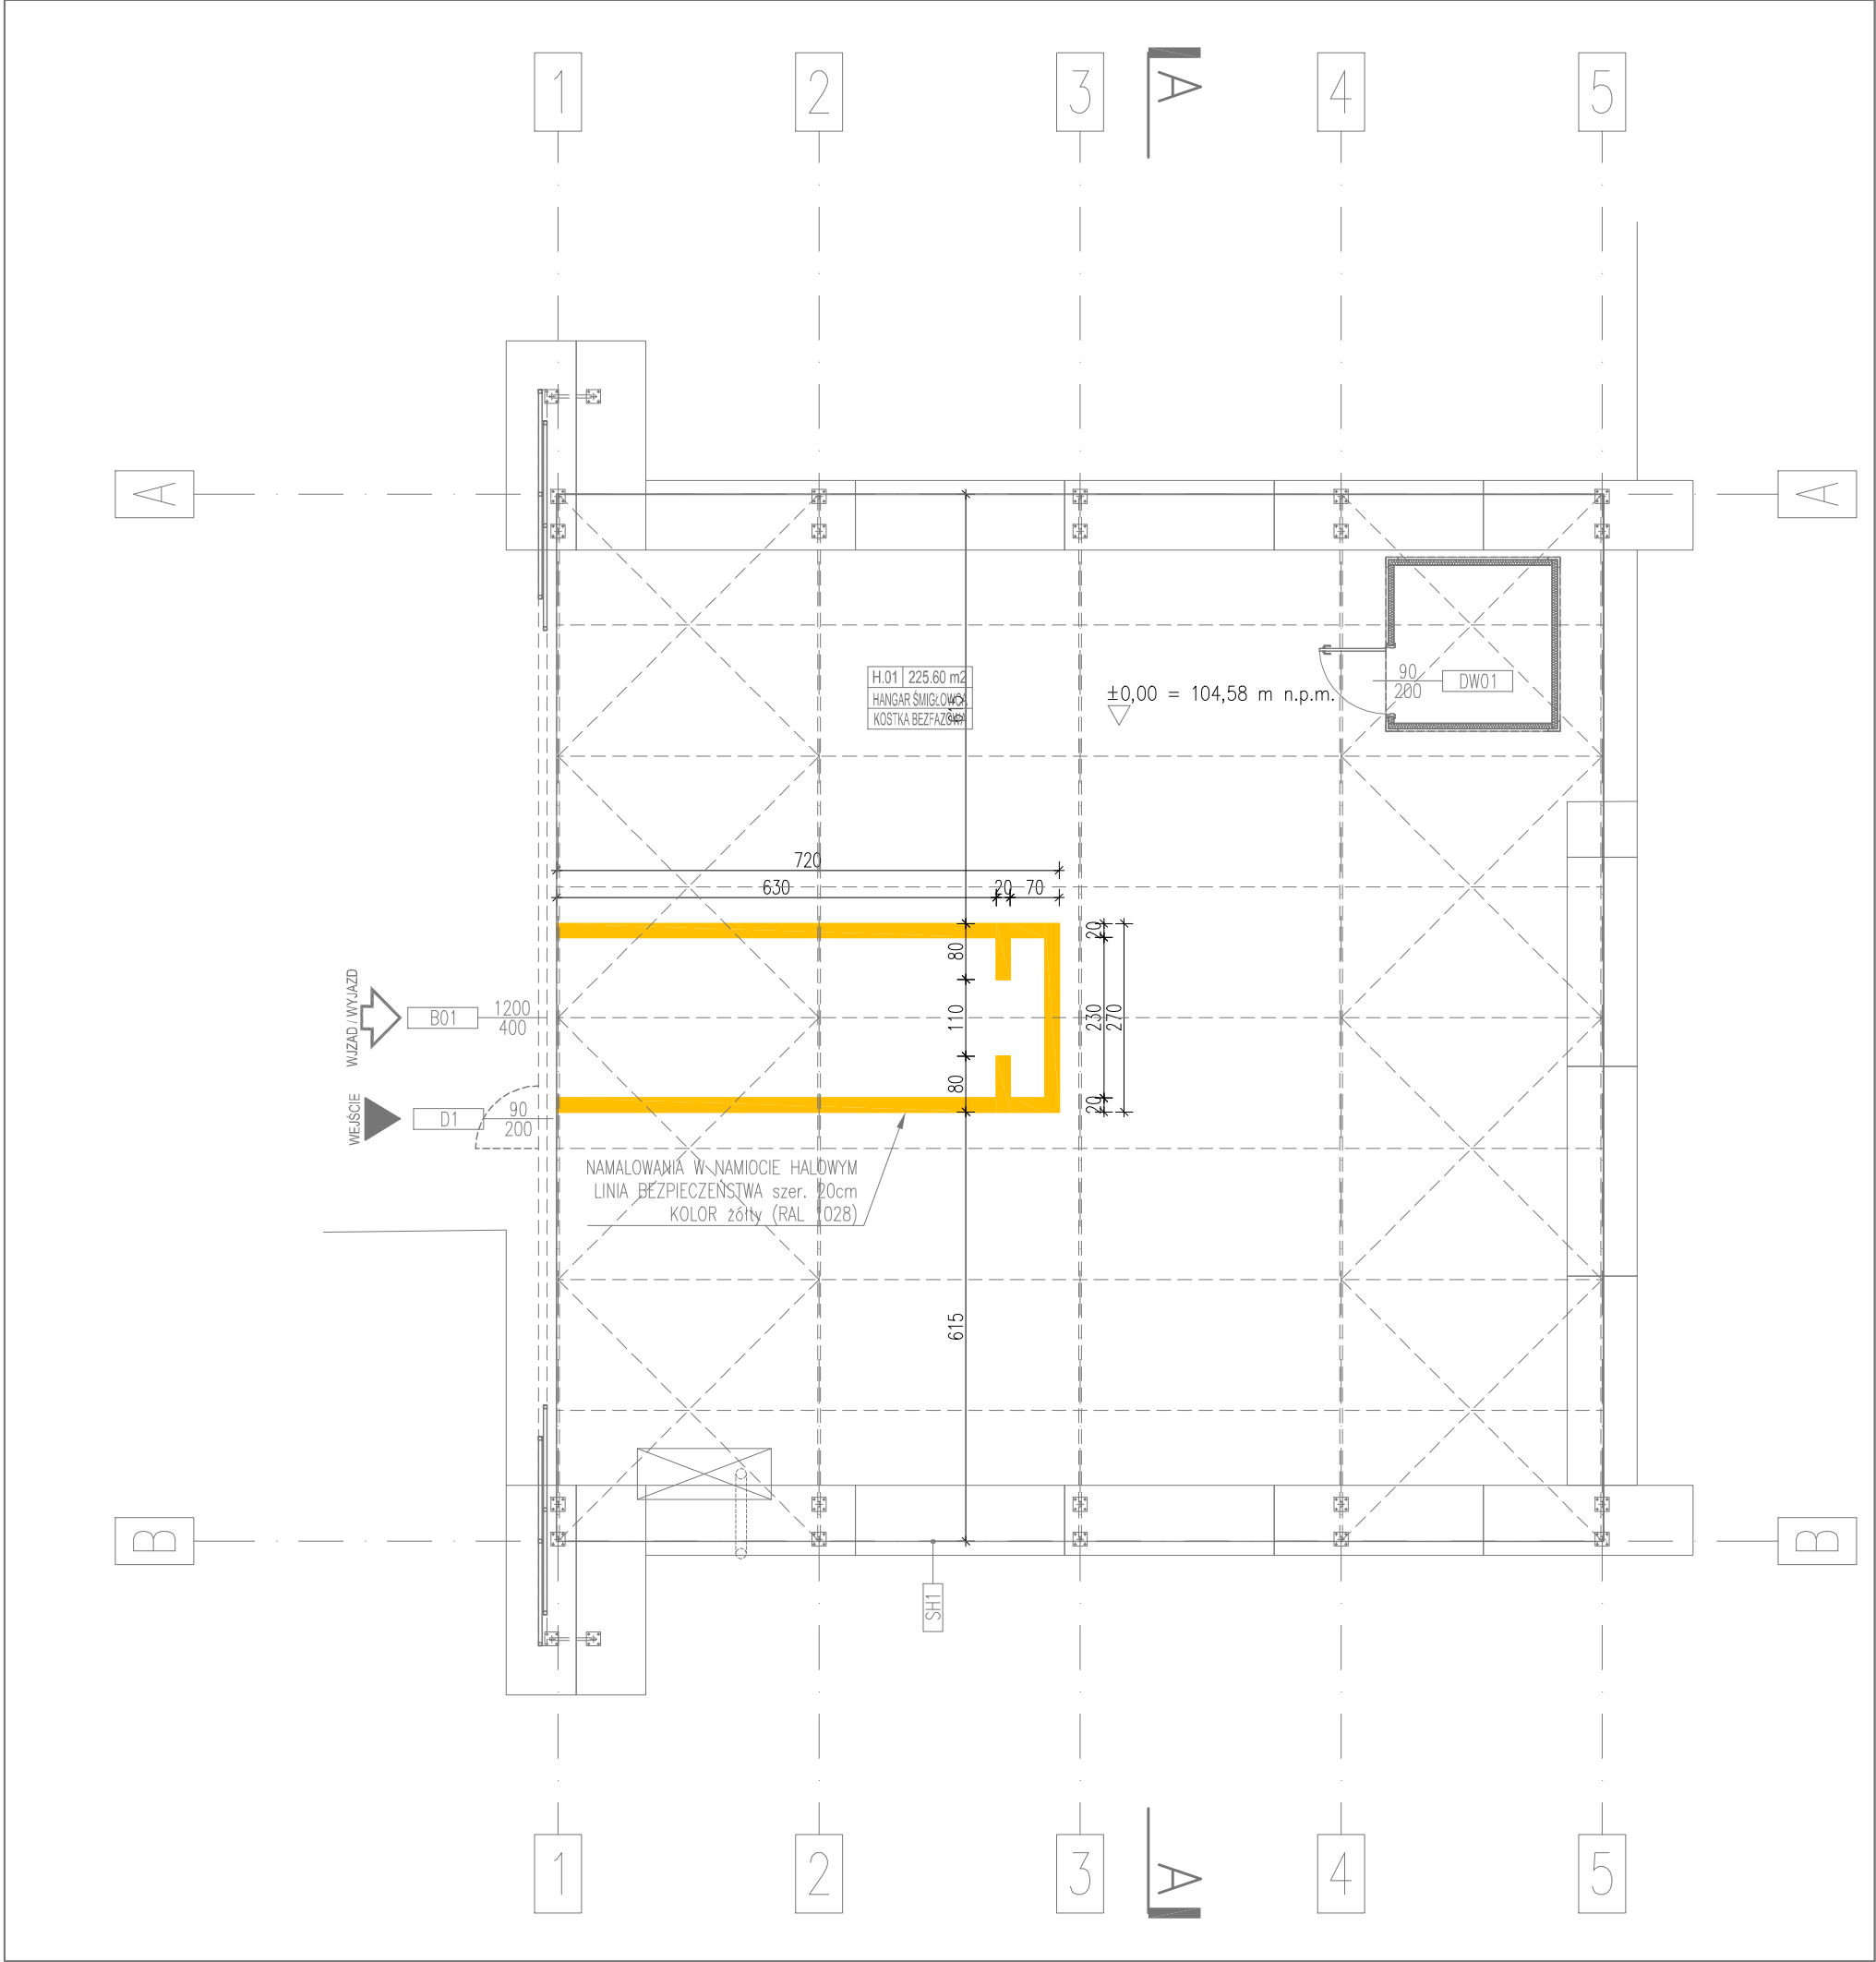 1 2 3 A 4 5
A A
H.01 225.60 m2
HANGAR ŚMIGŁOWCA
KOSTKA BEZFAZOWA
615
±0,00 = 104,58 m n.p.m.
90
200
DW01
720
630 20 70
20
80
110
80
230
270
20
WJZAD / WYJAZD
B01
1200
400
WEJŚCIE
D1
90
200
NAMALOWANIA W NAMIOCIE HALOWYM
LINIA BEZPIECZEŃSTWA szer. 20cm
KOLOR żółty (RAL 1028)
615
B B
SH1
1 2 3 A 4 5